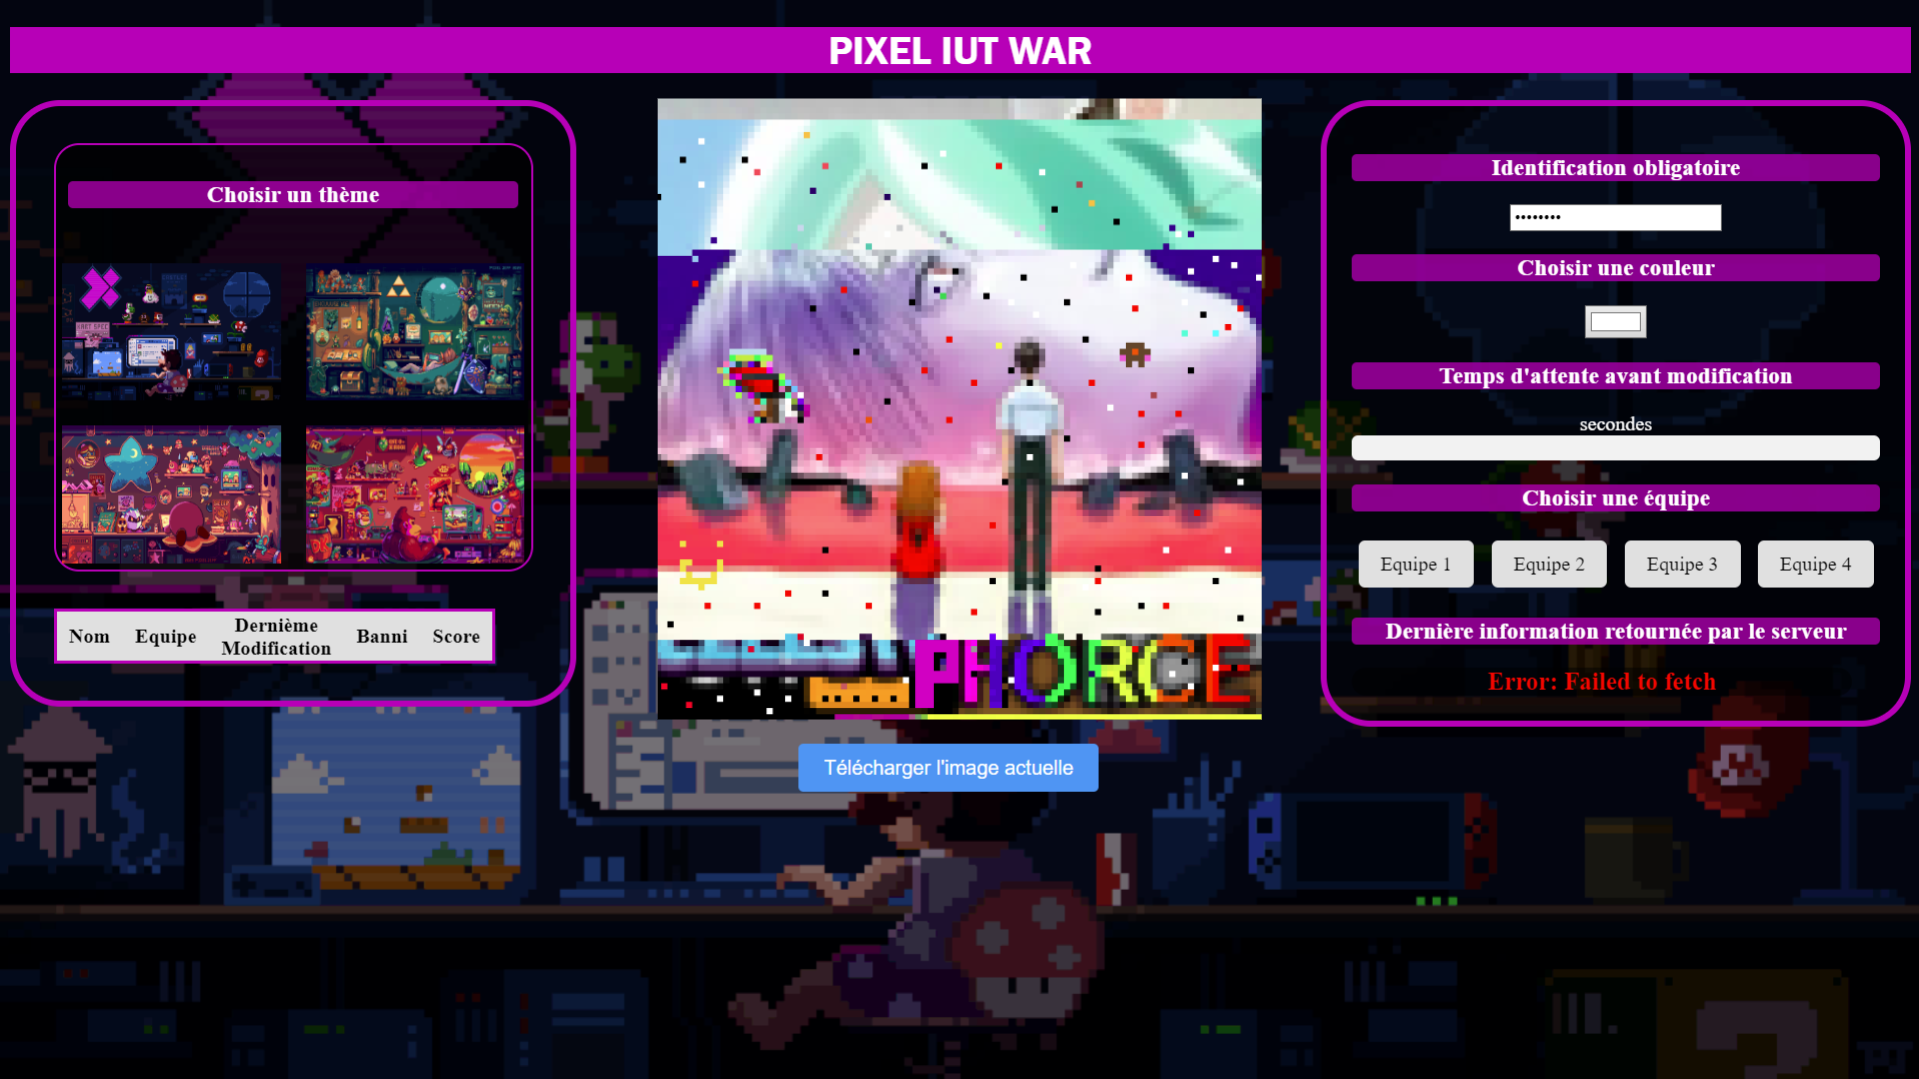 PIXEL IUT WAR
Choisir un thème
Nom Equipe Dernième Modification Banni Score
PHORCE
Télécharger l'image actuelle
Identification obligatoire
••••••••
Choisir une couleur
Temps d'attente avant modification
secondes
Choisir une équipe
Equipe 1 Equipe 2 Equipe 3 Equipe 4
Dernière information retournée par le serveur
Error: Failed to fetch